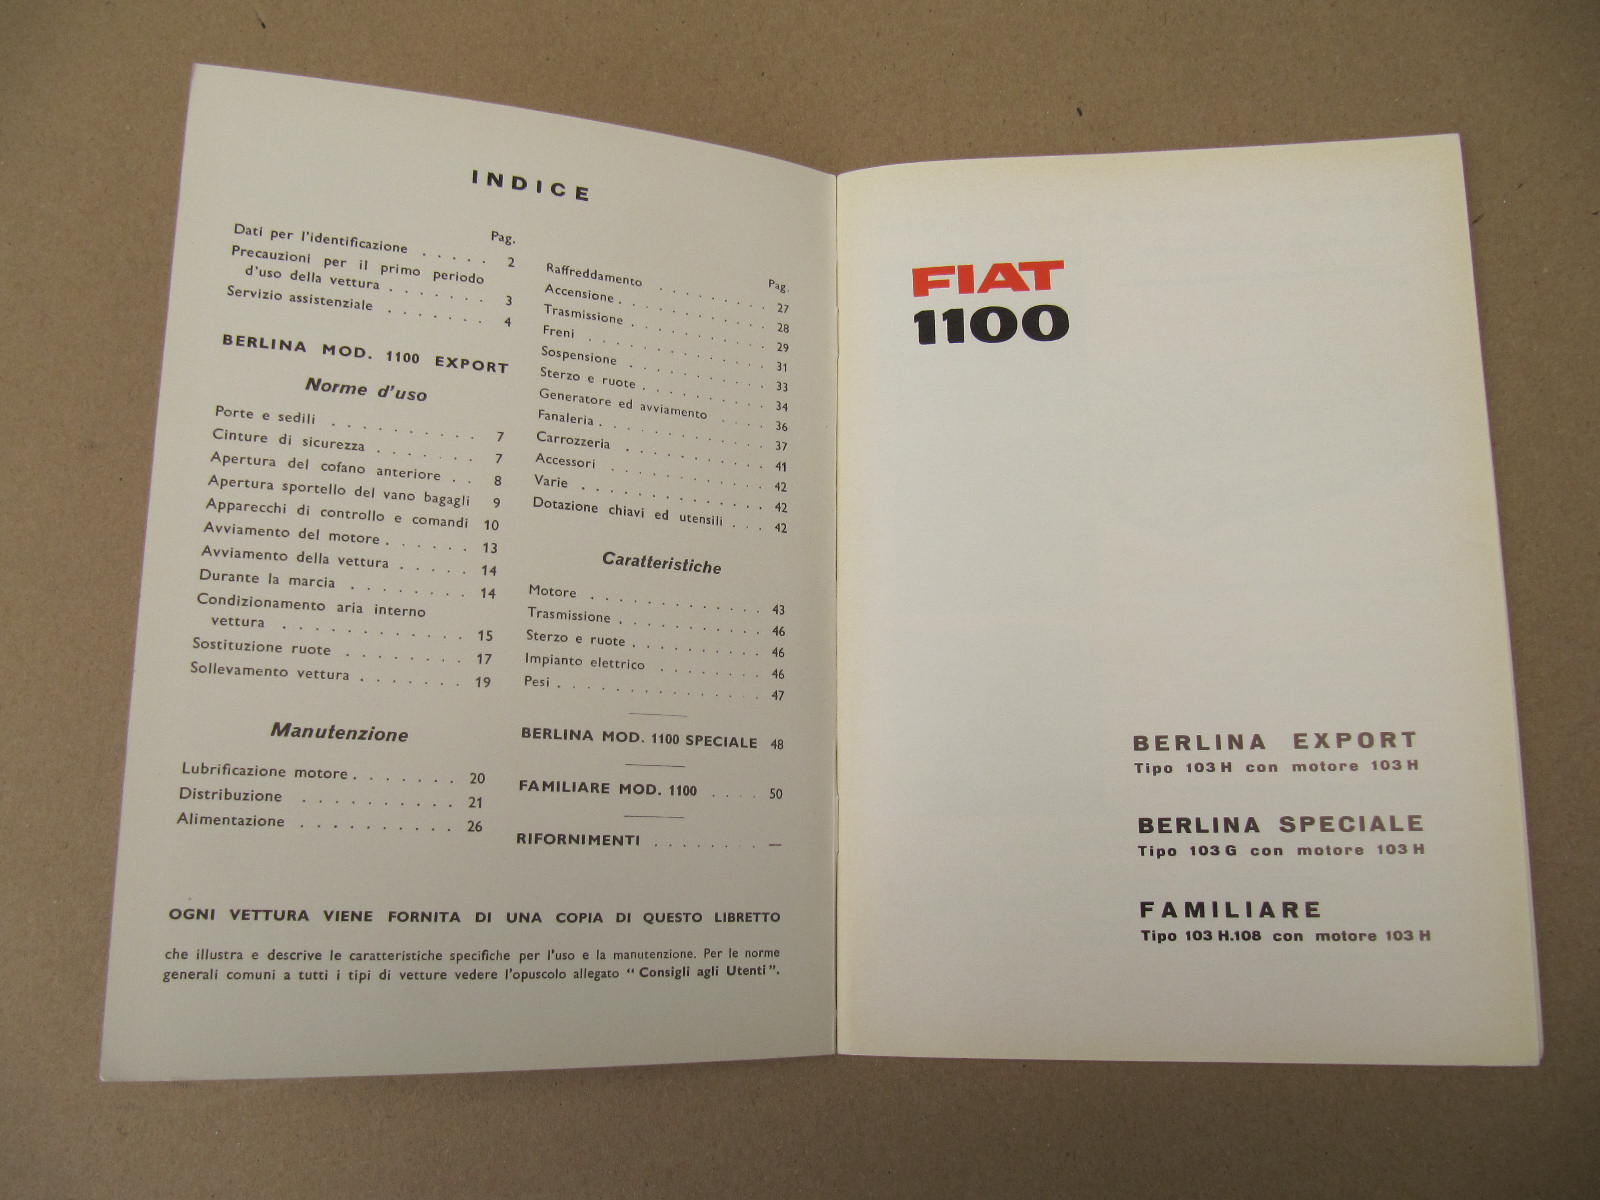 INDICE
Pag.
Dati per l'identificazione . . . . . 2
Precauzioni per il primo periodo
d'uso della vettura . . . . . . . 3
Servizio assistenziale . . . . . . . 4
BERLINA MOD. 1100 EXPORT
Norme d'uso
Porte e sedili . . . . . . . . . . 7
Cinture di sicurezza . . . . . . . 7
Apertura del cofano anteriore . . 8
Apertura sportello del vano bagagli 9
Apparecchi di controllo e comandi 10
Avviamento del motore . . . . . . 13
Avviamento della vettura . . . . . 14
Durante la marcia . . . . . . . . 14
Condizionamento aria interno
vettura . . . . . . . . . . . . 15
Sostituzione ruote . . . . . . . . 17
Sollevamento vettura . . . . . . . 19
Manutenzione
Lubrificazione motore . . . . . . . 20
Distribuzione . . . . . . . . . . 21
Alimentazione . . . . . . . . . . 26
Pag.
Raffreddamento . . . . . . . . 27
Accensione . . . . . . . . . . . 28
Trasmissione . . . . . . . . . . 29
Freni . . . . . . . . . . . . . 31
Sospensione . . . . . . . . . . . 33
Sterzo e ruote . . . . . . . . . 34
Generatore ed avviamento . . . . 36
Fanaleria . . . . . . . . . . . . 37
Carrozzeria . . . . . . . . . . . 41
Accessori . . . . . . . . . . . . 42
Varie . . . . . . . . . . . . . 42
Dotazione chiavi ed utensili . . . 42
Caratteristiche
Motore . . . . . . . . . . . . . 43
Trasmissione . . . . . . . . . . . 46
Sterzo e ruote . . . . . . . . . . 46
Impianto elettrico . . . . . . . . 46
Pesi . . . . . . . . . . . . . . . 47
BERLINA MOD. 1100 SPECIALE 48
FAMILIARE MOD. 1100 . . . . 50
RIFORNIMENTI . . . . . . . . —
OGNI VETTURA VIENE FORNITA DI UNA COPIA DI QUESTO LIBRETTO
che illustra e descrive le caratteristiche specifiche per l'uso e la manutenzione. Per le norme
generali comuni a tutti i tipi di vetture vedere l'opuscolo allegato "Consigli agli Utenti".
FIAT
1100
BERLINA EXPORT
Tipo 103 H con motore 103 H
BERLINA SPECIALE
Tipo 103 G con motore 103 H
FAMILIARE
Tipo 103 H.108 con motore 103 H